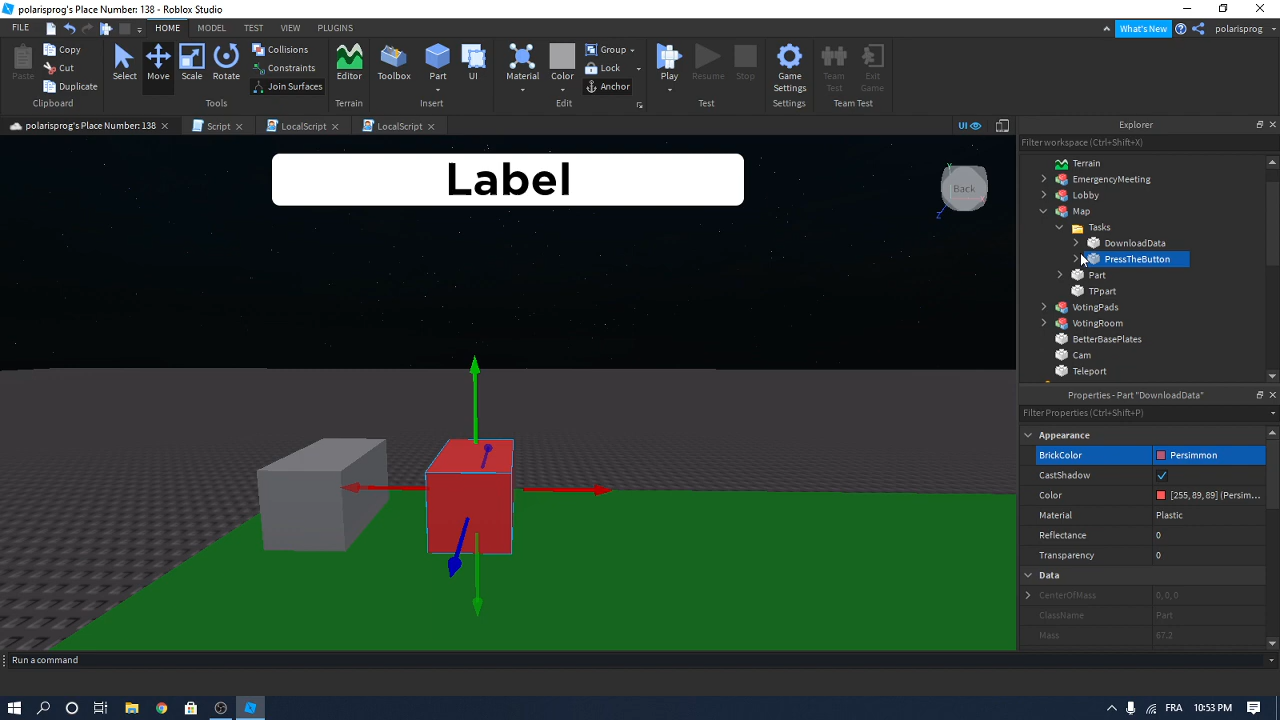 polarisprog's Place Number: 138 - Roblox Studio
FILE HOME MODEL TEST VIEW PLUGINS What's New polarisprog
Paste Copy Cut Duplicate Clipboard
Select Move Scale Rotate Collisions Constraints Join Surfaces Tools
Editor Terrain
Toolbox Part UI Insert
Material Color Group Lock Anchor Edit
Play Resume Stop Test
Game Settings Settings
Team Test Exit Game Team Test
polarisprog's Place Number: 138 Script LocalScript LocalScript UI
Label
Back
Y
Z
Explorer
Filter workspace (Ctrl+Shift+X)
Terrain
EmergencyMeeting
Lobby
Map
Tasks
DownloadData
PressTheButton
Part
TPpart
VotingPads
VotingRoom
BetterBasePlates
Cam
Teleport
Properties - Part "DownloadData"
Filter Properties (Ctrl+Shift+P)
Appearance
BrickColor Persimmon
CastShadow
Color [255,89,89] (Persim...
Material Plastic
Reflectance 0
Transparency 0
Data
CenterOfMass 0,0,0
ClassName Part
Mass 67.2
Run a command
FRA 10:53 PM